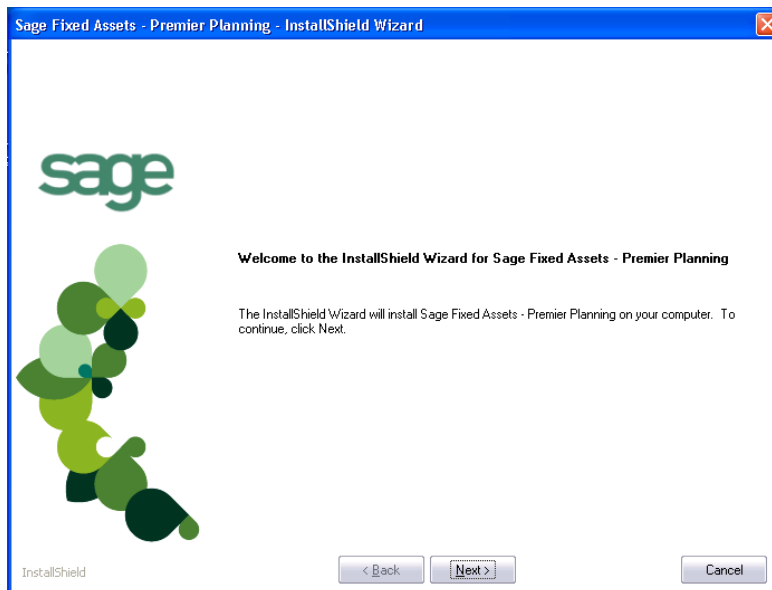 Sage Fixed Assets - Premier Planning - InstallShield Wizard
sage
Welcome to the InstallShield Wizard for Sage Fixed Assets - Premier Planning
The InstallShield Wizard will install Sage Fixed Assets - Premier Planning on your computer. To
continue, click Next.
InstallShield
< Back
Next >
Cancel